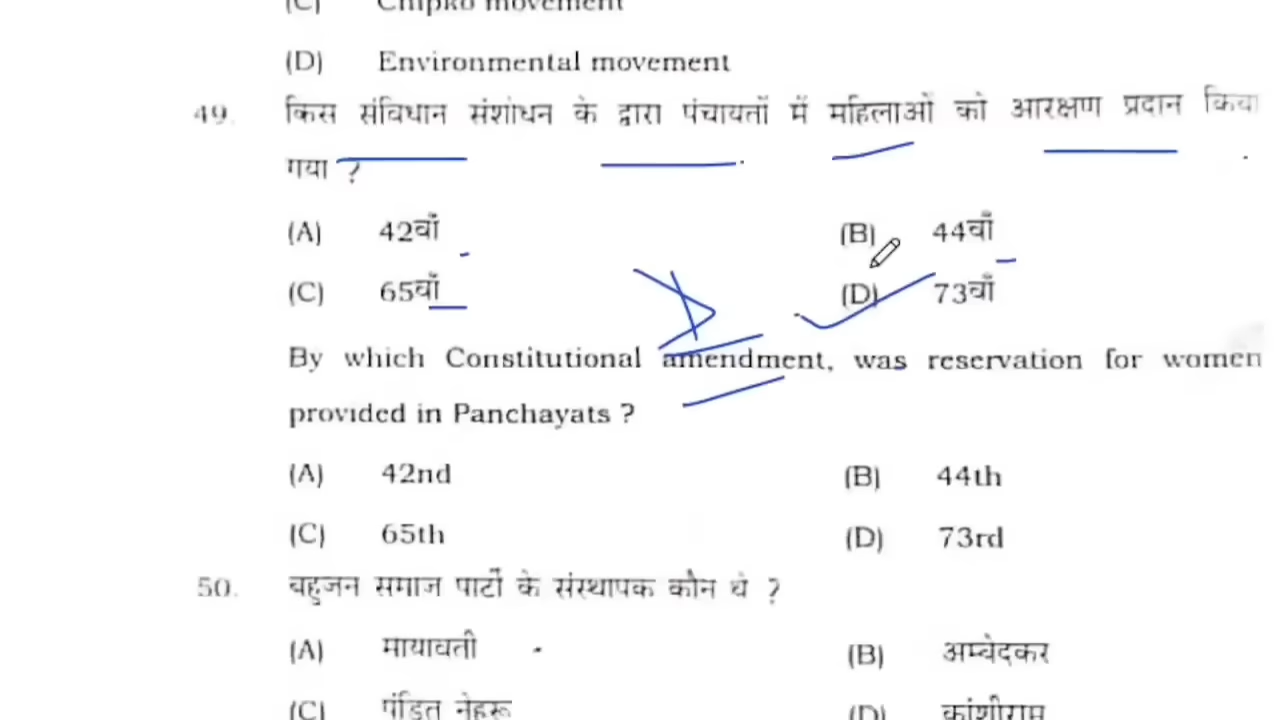 (C) Chipko movement
(D) Environmental movement
49. किस संविधान संशोधन के द्वारा पंचायतों में महिलाओं को आरक्षण प्रदान किया
गया ?
(A) 42वाँ (B) 44वाँ
(C) 65वाँ (D) 73वाँ
By which Constitutional amendment, was reservation for women
provided in Panchayats ?
(A) 42nd (B) 44th
(C) 65th (D) 73rd
50. बहुजन समाज पार्टी के संस्थापक कौन थे ?
(A) मायावती (B) अम्बेदकर
(C) पंडित नेहरू (D) कांशीराम